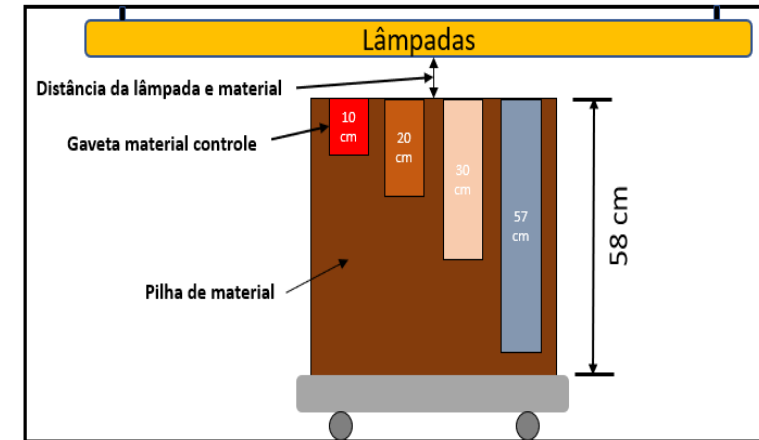 Lâmpadas
Distância da lâmpada e material
Gaveta material controle
10
cm
20
cm
30
cm
57
cm
58 cm
Pilha de material